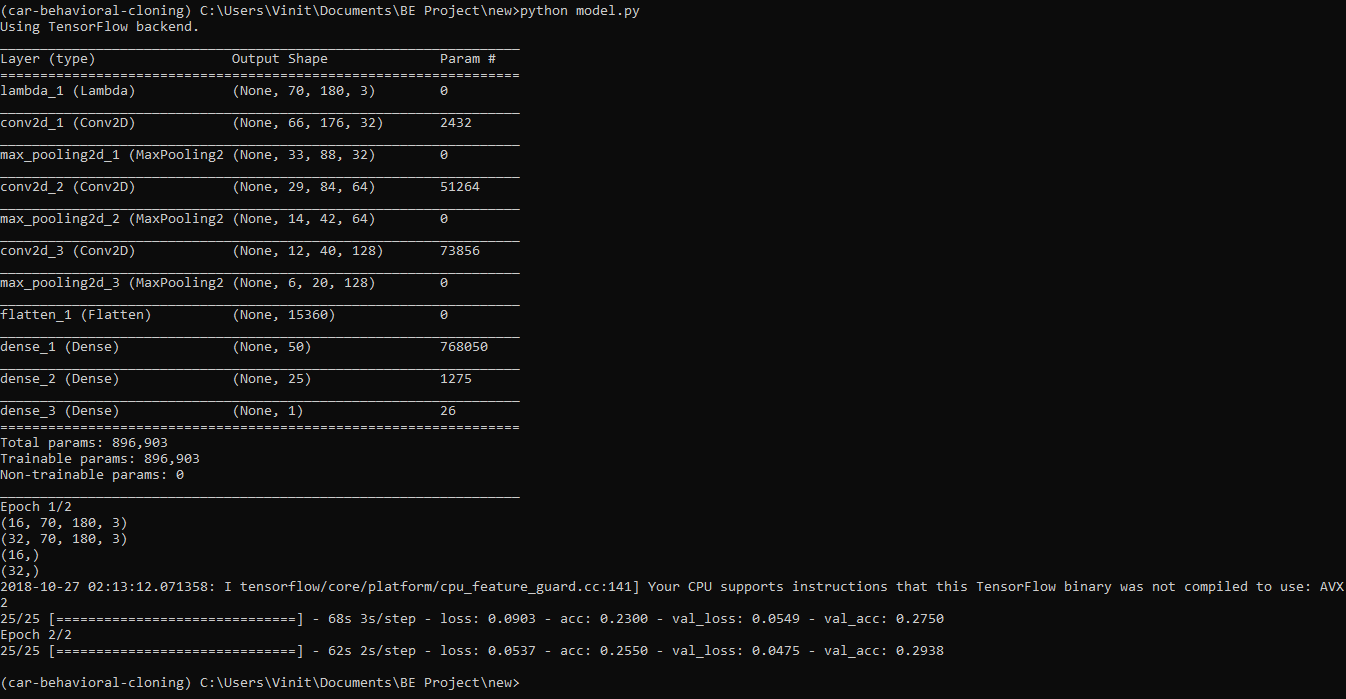 (car-behavioral-cloning) C:\Users\Vinit\Documents\BE Project\new>python model.py
Using TensorFlow backend.
_________________________________________________________________
Layer (type)                 Output Shape              Param #
=================================================================
lambda_1 (Lambda)            (None, 70, 180, 3)        0
_________________________________________________________________
conv2d_1 (Conv2D)            (None, 66, 176, 32)       2432
_________________________________________________________________
max_pooling2d_1 (MaxPooling2 (None, 33, 88, 32)        0
_________________________________________________________________
conv2d_2 (Conv2D)            (None, 29, 84, 64)        51264
_________________________________________________________________
max_pooling2d_2 (MaxPooling2 (None, 14, 42, 64)        0
_________________________________________________________________
conv2d_3 (Conv2D)            (None, 12, 40, 128)       73856
_________________________________________________________________
max_pooling2d_3 (MaxPooling2 (None, 6, 20, 128)        0
_________________________________________________________________
flatten_1 (Flatten)          (None, 15360)             0
_________________________________________________________________
dense_1 (Dense)              (None, 50)                768050
_________________________________________________________________
dense_2 (Dense)              (None, 25)                1275
_________________________________________________________________
dense_3 (Dense)              (None, 1)                 26
=================================================================
Total params: 896,903
Trainable params: 896,903
Non-trainable params: 0
_________________________________________________________________
Epoch 1/2
(16, 70, 180, 3)
(32, 70, 180, 3)
(16,)
(32,)
2018-10-27 02:13:12.071358: I tensorflow/core/platform/cpu_feature_guard.cc:141] Your CPU supports instructions that this TensorFlow binary was not compiled to use: AVX
2
25/25 [==============================] - 68s 3s/step - loss: 0.0903 - acc: 0.2300 - val_loss: 0.0549 - val_acc: 0.2750
Epoch 2/2
25/25 [==============================] - 62s 2s/step - loss: 0.0537 - acc: 0.2550 - val_loss: 0.0475 - val_acc: 0.2938
(car-behavioral-cloning) C:\Users\Vinit\Documents\BE Project\new>